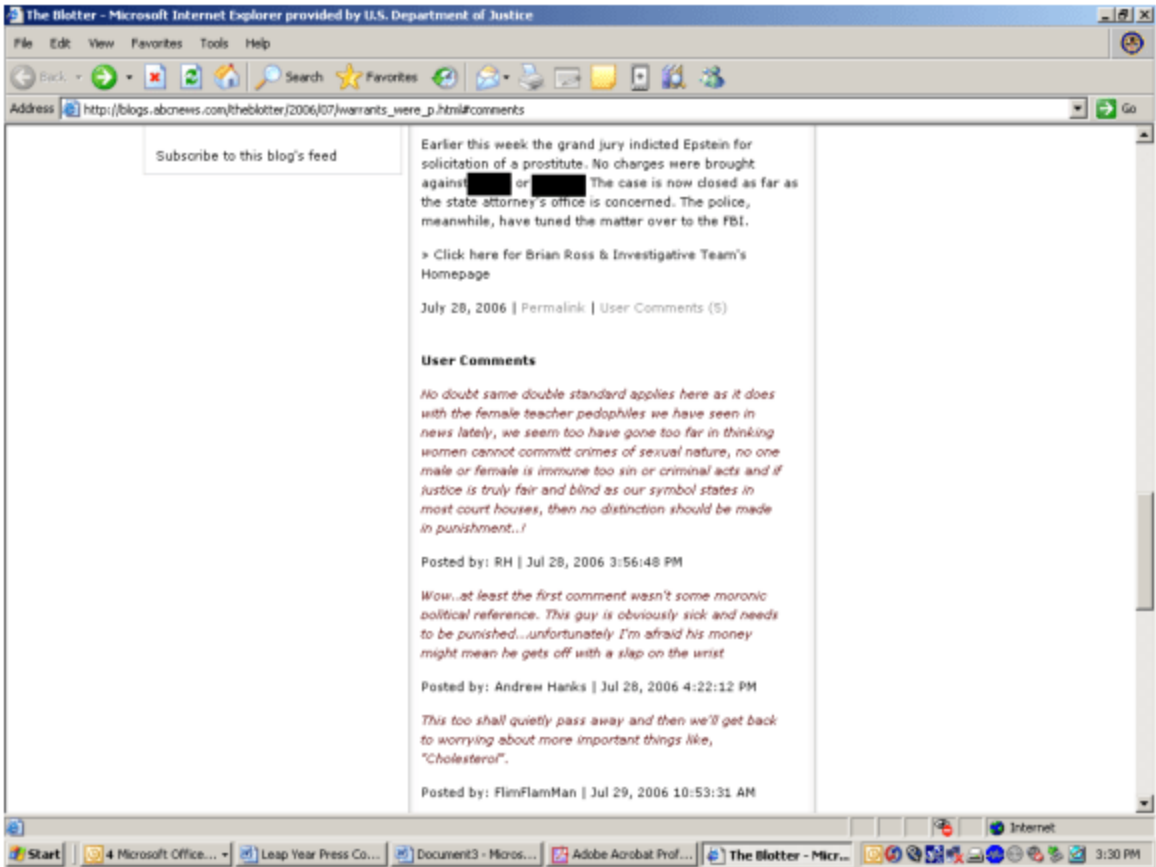 The Blotter - Microsoft Internet Explorer provided by U.S. Department of Justice
File Edit View Favorites Tools Help
Back Search Favorites
Address http://blogs.abcnews.com/theblotter/2006/07/warrants_were_p.html#comments Go
Subscribe to this blog's feed
Earlier this week the grand jury indicted Epstein for
solicitation of a prostitute. No charges were brought
against or The case is now closed as far as
the state attorney's office is concerned. The police,
meanwhile, have tuned the matter over to the FBI.
» Click here for Brian Ross & Investigative Team's
Homepage
July 28, 2006 | Permalink | User Comments (5)
User Comments
No doubt same double standard applies here as it does
with the female teacher pedophiles we have seen in
news lately, we seem too have gone too far in thinking
women cannot committ crimes of sexual nature, no one
male or female is immune too sin or criminal acts and if
justice is truly fair and blind as our symbol states in
most court houses, then no distinction should be made
in punishment..!
Posted by: RH | Jul 28, 2006 3:56:48 PM
Wow..at least the first comment wasn't some moronic
political reference. This guy is obviously sick and needs
to be punished...unfortunately I'm afraid his money
might mean he gets off with a slap on the wrist
Posted by: Andrew Hanks | Jul 28, 2006 4:22:12 PM
This too shall quietly pass away and then we'll get back
to worrying about more important things like,
"Cholesterol".
Posted by: FlimFlamMan | Jul 29, 2006 10:53:31 AM
Internet
Start 4 Microsoft Office... Leap Year Press Co... Document3 - Micros... Adobe Acrobat Prof... The Blotter - Micr... 3:30 PM